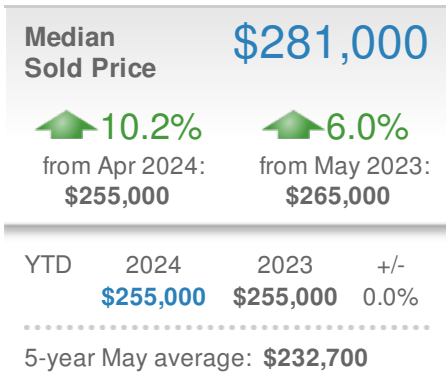 Median $281,000
Sold Price
10.2% 6.0%
from Apr 2024: from May 2023:
$255,000 $265,000
YTD 2024 2023 +/-
$255,000 $255,000 0.0%
5-year May average: $232,700